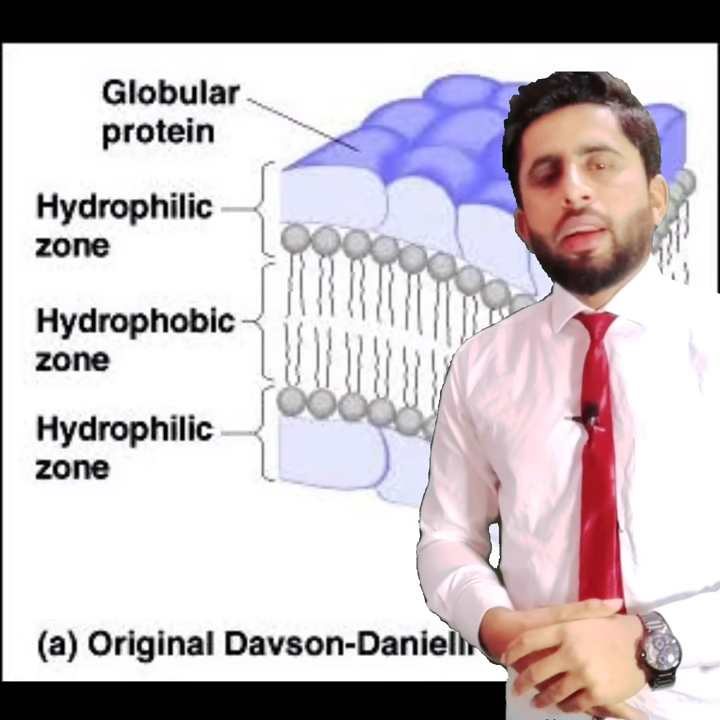 Globular
protein
Hydrophilic
zone
Hydrophobic
zone
Hydrophilic
zone
(a) Original Davson-Danielli